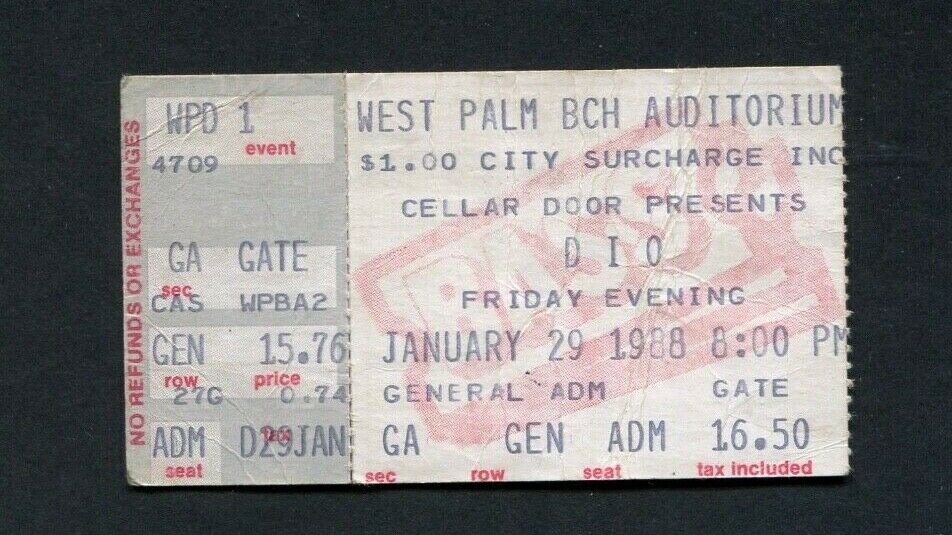 NO REFUNDS OR EXCHANGES
WPD 1
event
4709
GA GATE
sec
CAS WPBA2
GEN 15.76
row price
27G 0.74
ADM D29JAN
tax
seat
WEST PALM BCH AUDITORIUM
$1.00 CITY SURCHARGE INC
CELLAR DOOR PRESENTS
D I O
FRIDAY EVENING
JANUARY 29 1988 8:00 PM
GENERAL ADM GATE
GA GEN ADM 16.50
sec row seat tax included